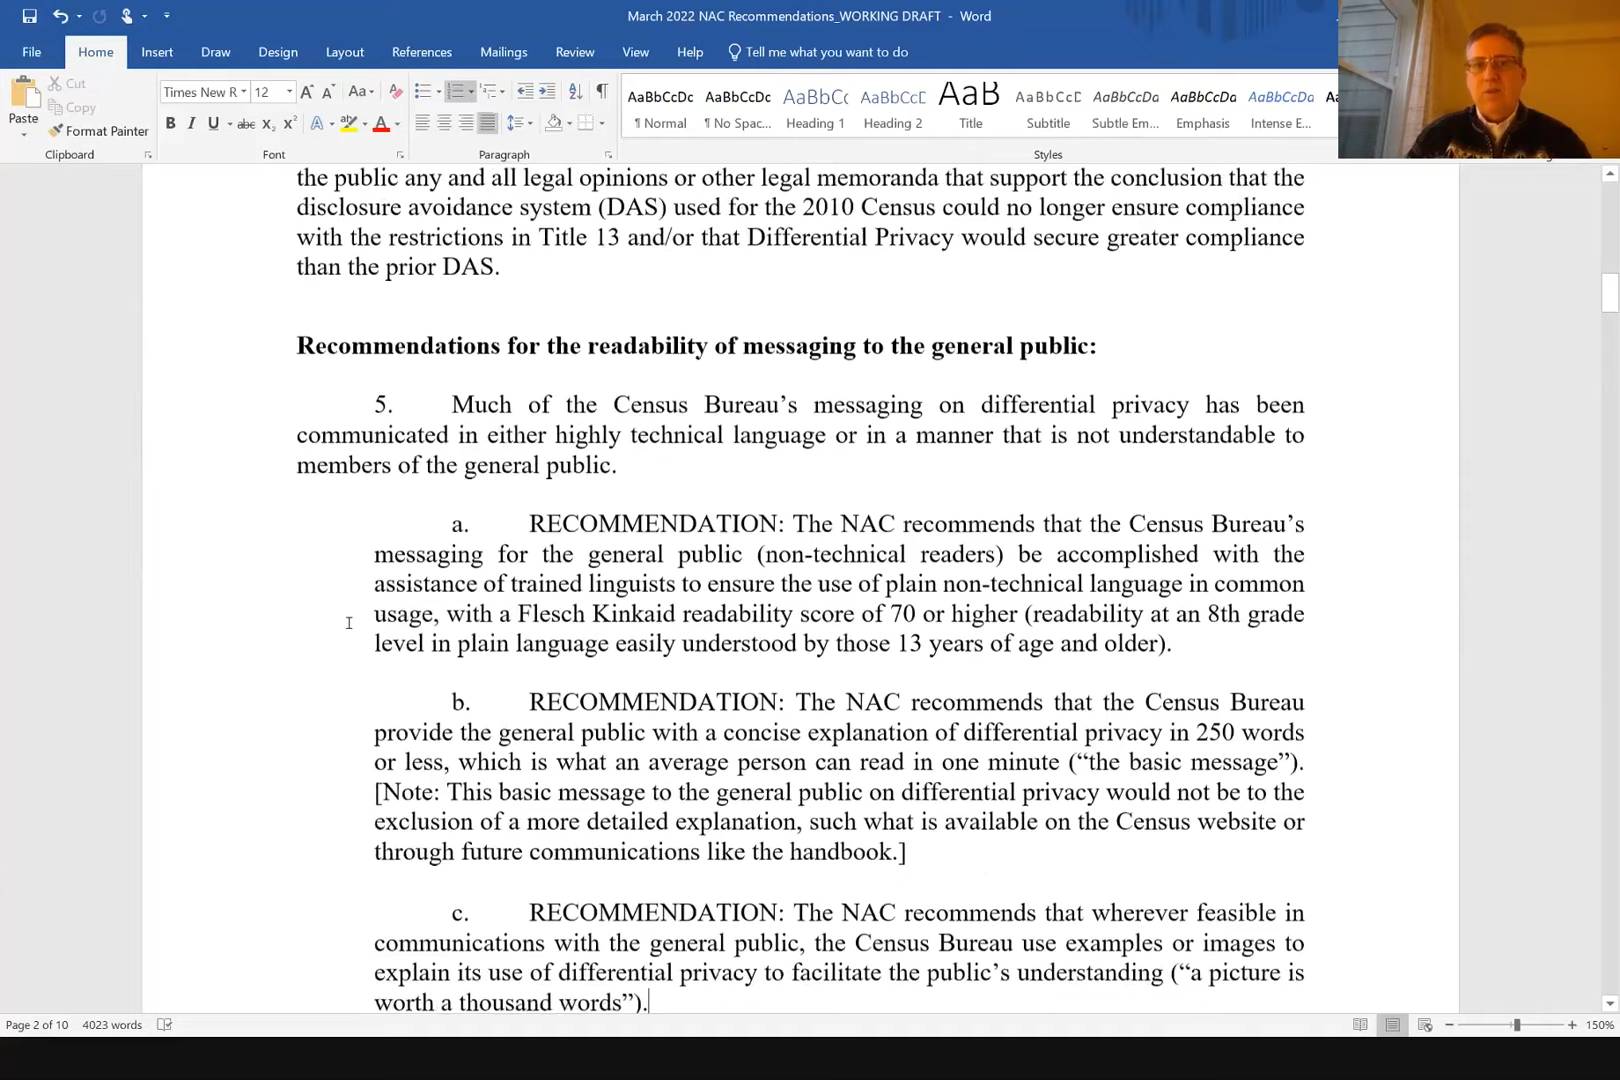 March 2022 NAC Recommendations_WORKING DRAFT - Word
File Home Insert Draw Design Layout References Mailings Review View Help Tell me what you want to do
Paste
Cut
Copy
Format Painter
Clipboard
Times New R 12
Font
Paragraph
AaBbCcDc AaBbCcDc AaBbCc AaBbCcD AaB AaBbCcD AaBbCcDa AaBbCcDa AaBbCcDa
¶ Normal ¶ No Spac... Heading 1 Heading 2 Title Subtitle Subtle Em... Emphasis Intense E...
Styles
the public any and all legal opinions or other legal memoranda that support the conclusion that the
disclosure avoidance system (DAS) used for the 2010 Census could no longer ensure compliance
with the restrictions in Title 13 and/or that Differential Privacy would secure greater compliance
than the prior DAS.
Recommendations for the readability of messaging to the general public:
5. Much of the Census Bureau’s messaging on differential privacy has been
communicated in either highly technical language or in a manner that is not understandable to
members of the general public.
a. RECOMMENDATION: The NAC recommends that the Census Bureau’s
messaging for the general public (non-technical readers) be accomplished with the
assistance of trained linguists to ensure the use of plain non-technical language in common
usage, with a Flesch Kinkaid readability score of 70 or higher (readability at an 8th grade
level in plain language easily understood by those 13 years of age and older).
b. RECOMMENDATION: The NAC recommends that the Census Bureau
provide the general public with a concise explanation of differential privacy in 250 words
or less, which is what an average person can read in one minute (“the basic message”).
[Note: This basic message to the general public on differential privacy would not be to the
exclusion of a more detailed explanation, such what is available on the Census website or
through future communications like the handbook.]
c. RECOMMENDATION: The NAC recommends that wherever feasible in
communications with the general public, the Census Bureau use examples or images to
explain its use of differential privacy to facilitate the public’s understanding (“a picture is
worth a thousand words”).
Page 2 of 10 4023 words 150%